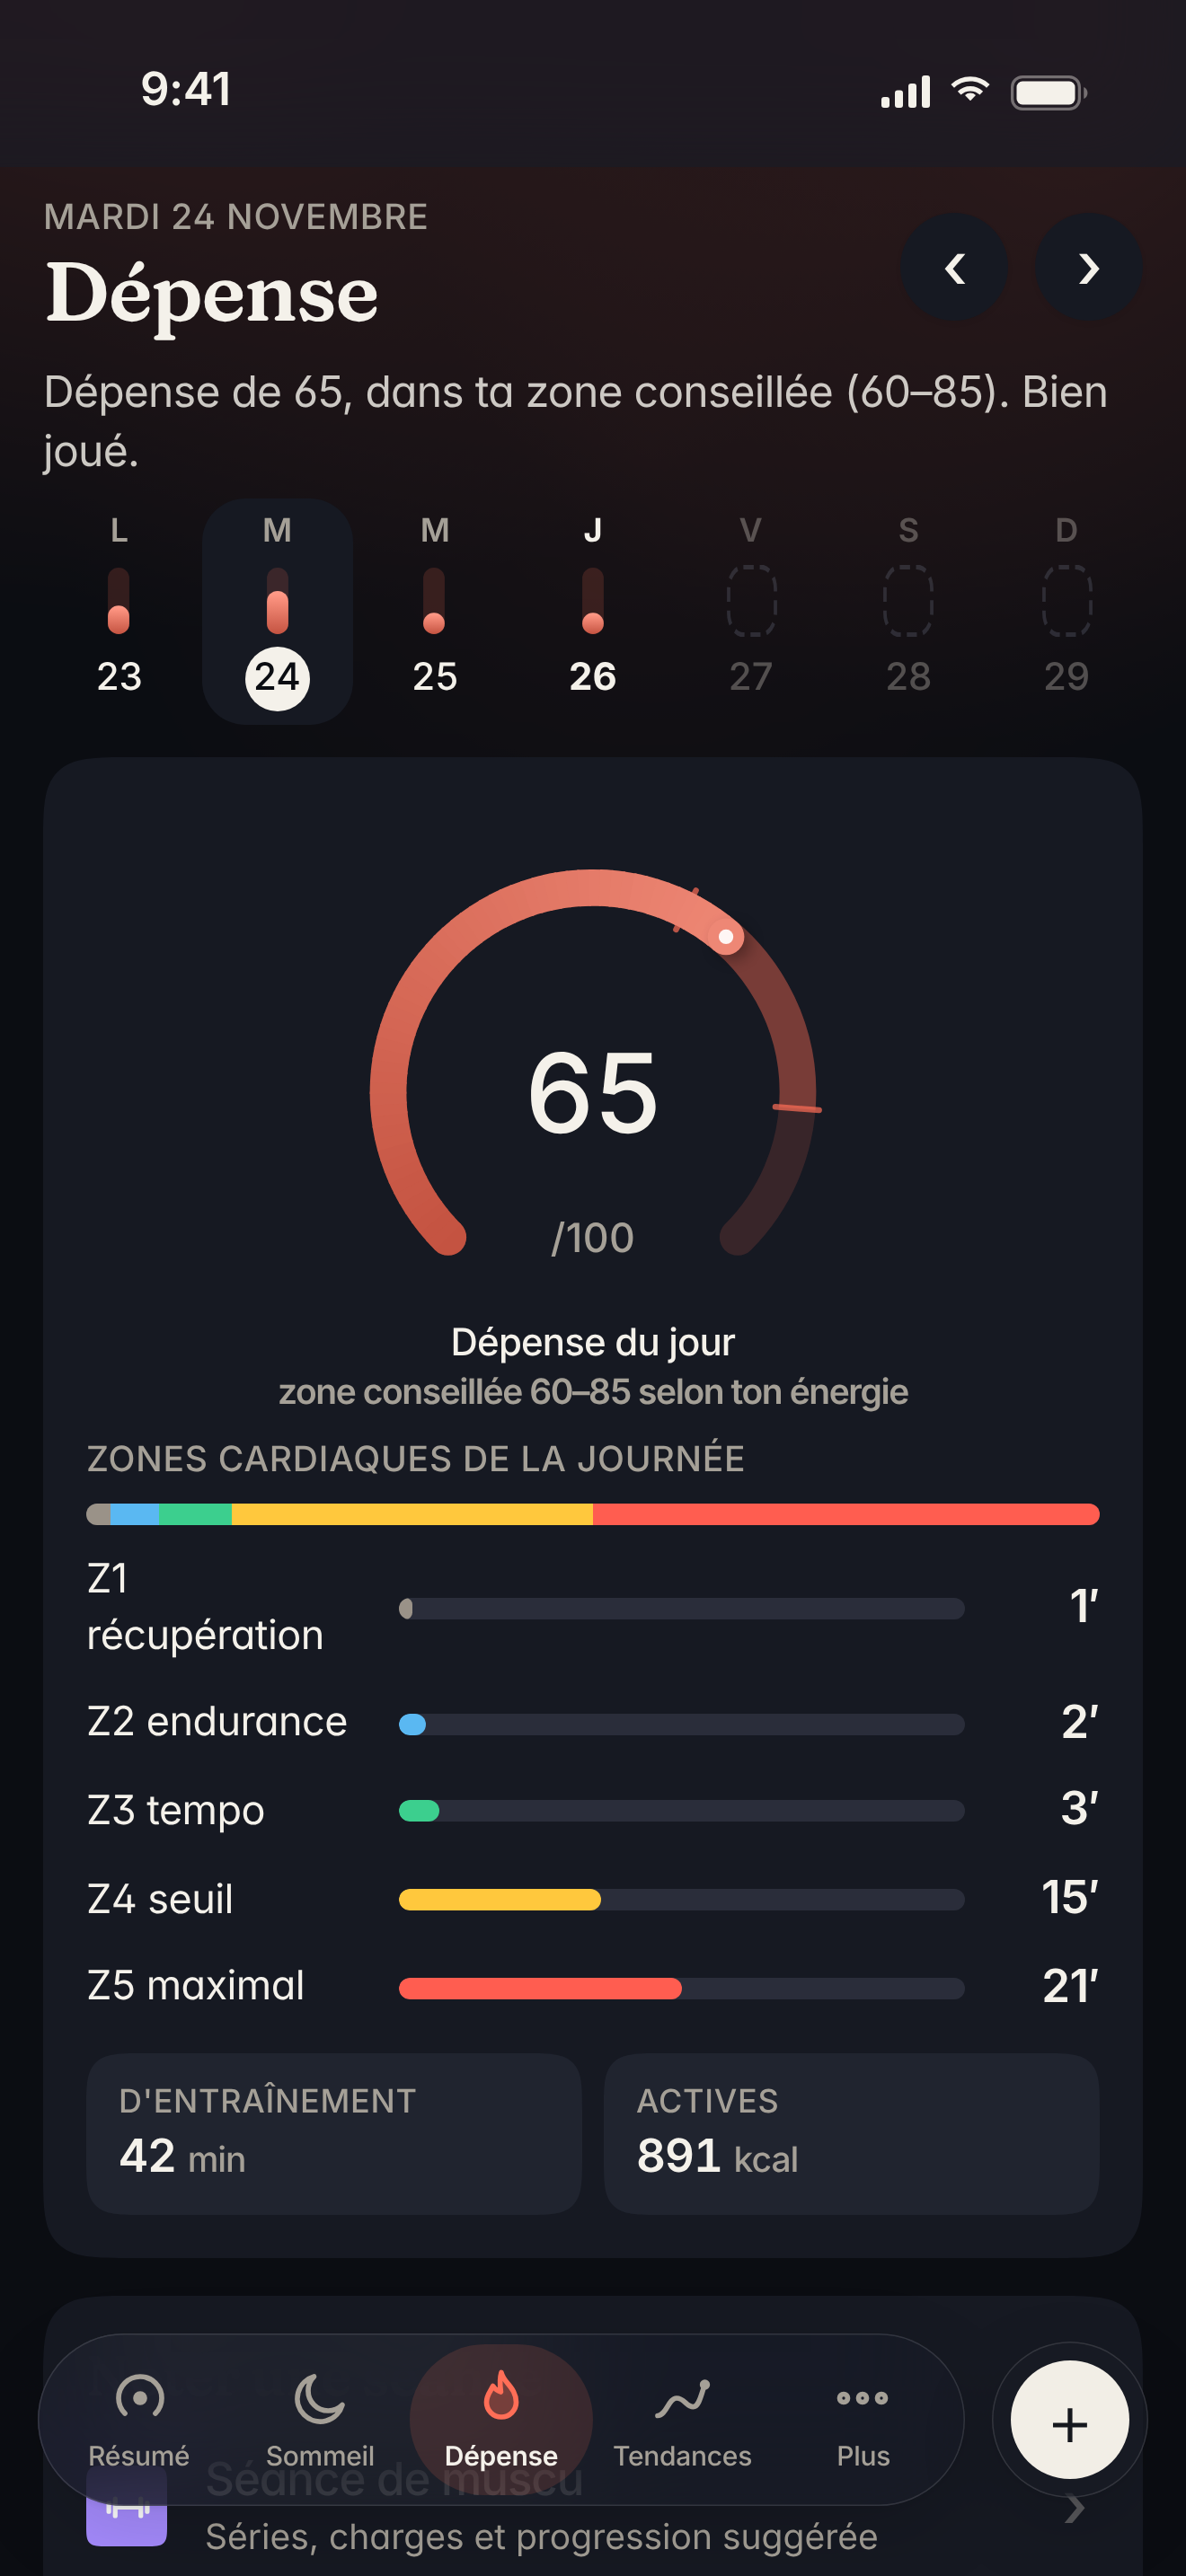 9:41
MARDI 24 NOVEMBRE
Dépense
Dépense de 65, dans ta zone conseillée (60–85). Bien
joué.
L M M J V S D
23 24 25 26 27 28 29
65
/100
Dépense du jour
zone conseillée 60–85 selon ton énergie
ZONES CARDIAQUES DE LA JOURNÉE
Z1
récupération 1′
Z2 endurance 2′
Z3 tempo 3′
Z4 seuil 15′
Z5 maximal 21′
D'ENTRAÎNEMENT ACTIVES
42 min 891 kcal
Résumé Sommeil Dépense Tendances Plus
Séance de muscu
Séries, charges et progression suggérée